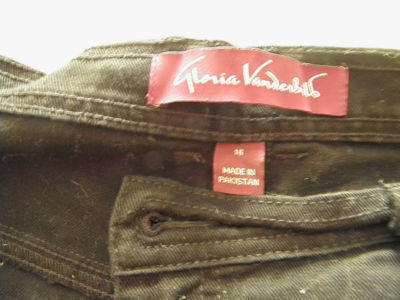 Gloria Vanderbilt
16
MADE IN
PAKISTAN